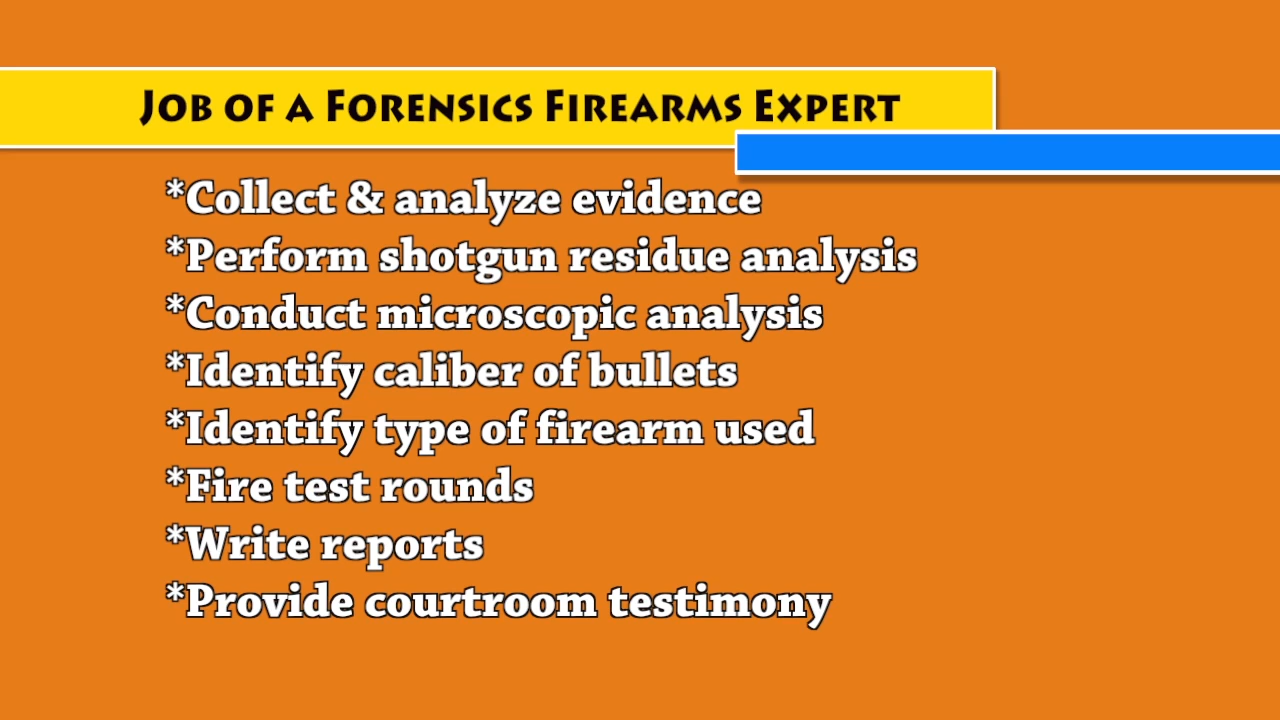 Job of a Forensics Firearms Expert
*Collect & analyze evidence
*Perform shotgun residue analysis
*Conduct microscopic analysis
*Identify caliber of bullets
*Identify type of firearm used
*Fire test rounds
*Write reports
*Provide courtroom testimony